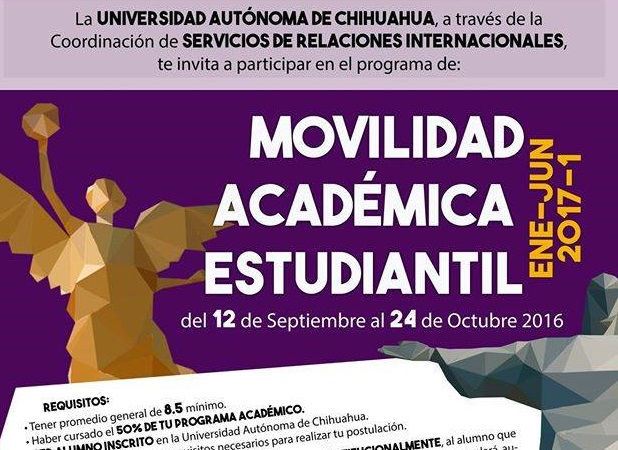 La UNIVERSIDAD AUTÓNOMA DE CHIHUAHUA, a través de la
Coordinación de SERVICIOS DE RELACIONES INTERNACIONALES,
te invita a participar en el programa de:
MOVILIDAD
ACADÉMICA
ESTUDIANTIL
ENE-JUN
2017-1
del 12 de Septiembre al 24 de Octubre 2016
REQUISITOS:
• Tener promedio general de 8.5 mínimo.
• Haber cursado el 50% DE TU PROGRAMA ACADÉMICO.
ALUMNO INSCRITO en la Universidad Autónoma de Chihuahua.
necesarios para realizar tu postulación.
al alumno que